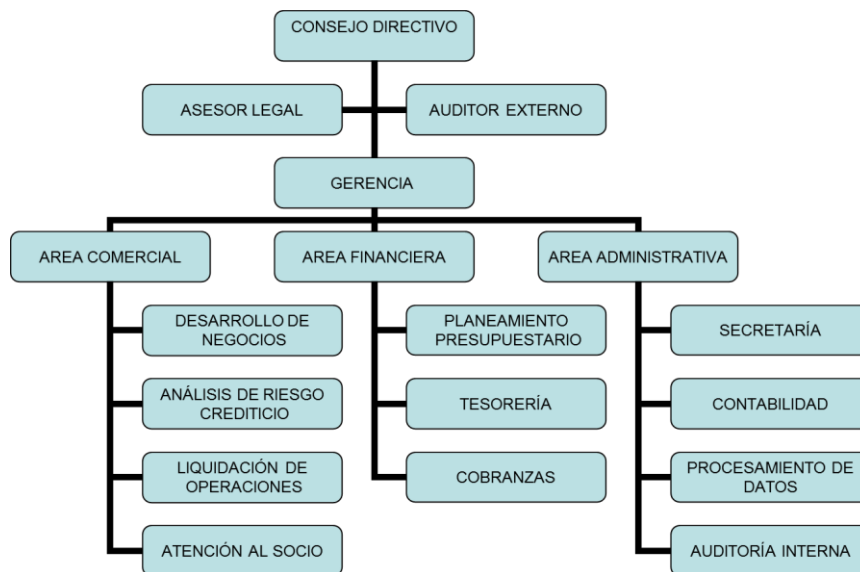 CONSEJO DIRECTIVO
ASESOR LEGAL
AUDITOR EXTERNO
GERENCIA
AREA COMERCIAL
AREA FINANCIERA
AREA ADMINISTRATIVA
DESARROLLO DE
NEGOCIOS
PLANEAMIENTO
PRESUPUESTARIO
SECRETARÍA
ANÁLISIS DE RIESGO
CREDITICIO
TESORERÍA
CONTABILIDAD
LIQUIDACIÓN DE
OPERACIONES
COBRANZAS
PROCESAMIENTO DE
DATOS
ATENCIÓN AL SOCIO
AUDITORÍA INTERNA